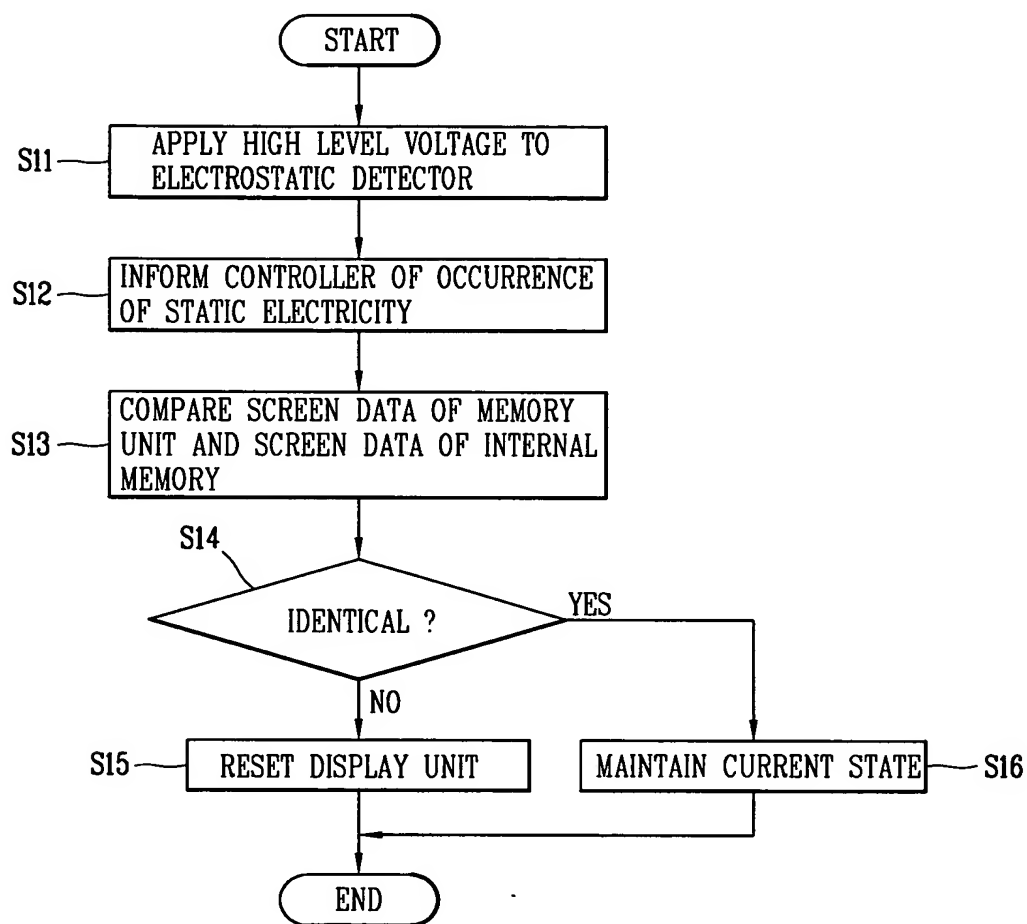 START
S11
APPLY HIGH LEVEL VOLTAGE TO
ELECTROSTATIC DETECTOR
S12
INFORM CONTROLLER OF OCCURRENCE
OF STATIC ELECTRICITY
S13
COMPARE SCREEN DATA OF MEMORY
UNIT AND SCREEN DATA OF INTERNAL
MEMORY
S14
IDENTICAL ?
YES
NO
S15
RESET DISPLAY UNIT
MAINTAIN CURRENT STATE
S16
END